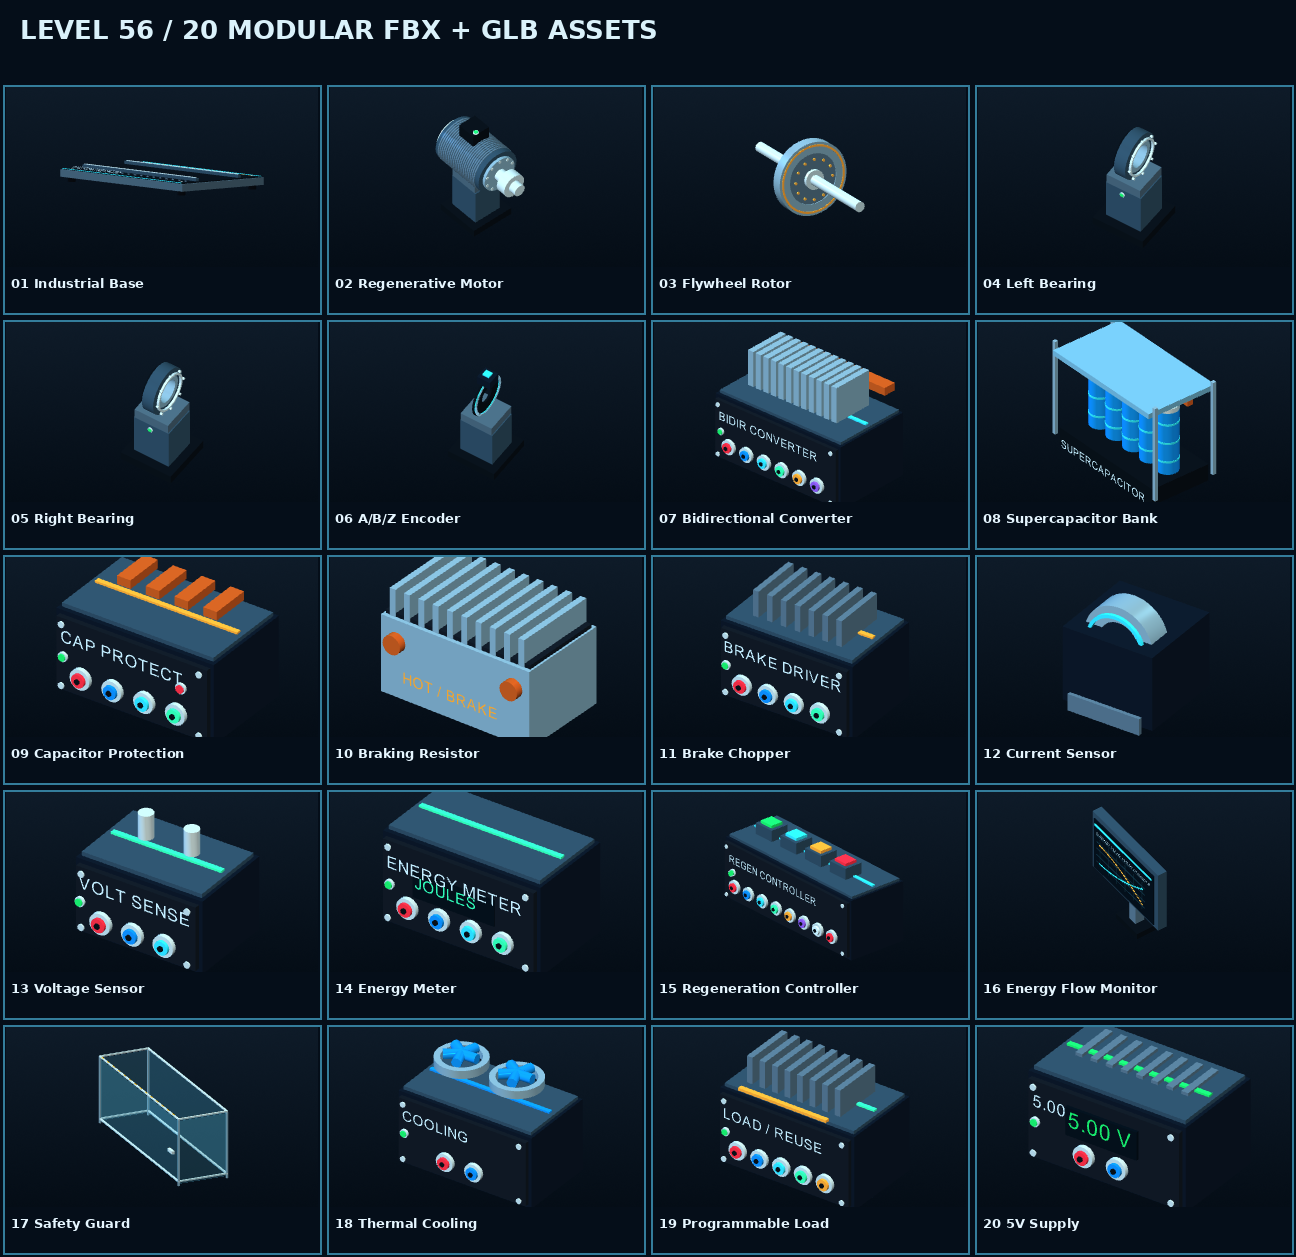 LEVEL 56 / 20 MODULAR FBX + GLB ASSETS
01 Industrial Base
02 Regenerative Motor
03 Flywheel Rotor
04 Left Bearing
05 Right Bearing
06 A/B/Z Encoder
BIDIR CONVERTER
07 Bidirectional Converter
SUPERCAPACITOR
08 Supercapacitor Bank
CAP PROTECT
09 Capacitor Protection
HOT / BRAKE
10 Braking Resistor
BRAKE DRIVER
11 Brake Chopper
12 Current Sensor
VOLT SENSE
13 Voltage Sensor
ENERGY METER
JOULES
14 Energy Meter
REGEN CONTROLLER
15 Regeneration Controller
16 Energy Flow Monitor
17 Safety Guard
COOLING
18 Thermal Cooling
LOAD / REUSE
19 Programmable Load
5.00
5.00 V
20 5V Supply